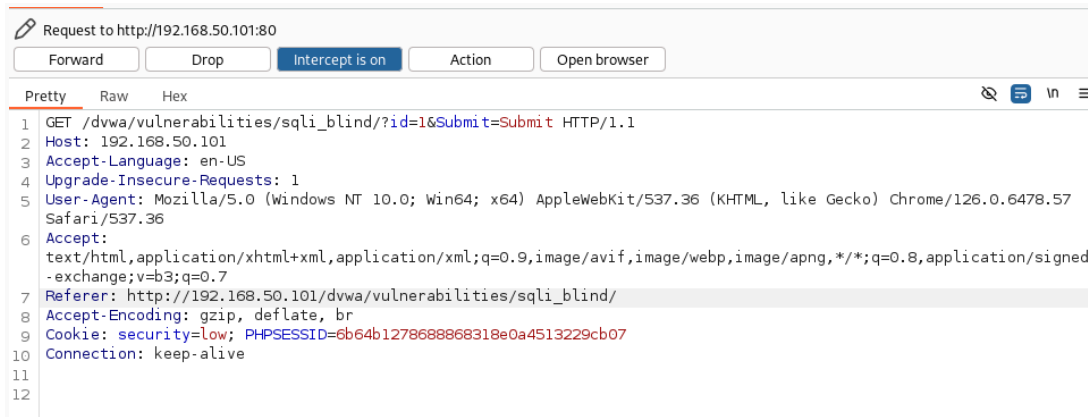 Request to http://192.168.50.101:80
Forward Drop Intercept is on Action Open browser
Pretty Raw Hex \n
1 GET /dvwa/vulnerabilities/sqli_blind/?id=1&Submit=Submit HTTP/1.1
2 Host: 192.168.50.101
3 Accept-Language: en-US
4 Upgrade-Insecure-Requests: 1
5 User-Agent: Mozilla/5.0 (Windows NT 10.0; Win64; x64) AppleWebKit/537.36 (KHTML, like Gecko) Chrome/126.0.6478.57
Safari/537.36
6 Accept:
text/html,application/xhtml+xml,application/xml;q=0.9,image/avif,image/webp,image/apng,*/*;q=0.8,application/signed
-exchange;v=b3;q=0.7
7 Referer: http://192.168.50.101/dvwa/vulnerabilities/sqli_blind/
8 Accept-Encoding: gzip, deflate, br
9 Cookie: security=low; PHPSESSID=6b64b1278688868318e0a4513229cb07
10 Connection: keep-alive
11
12